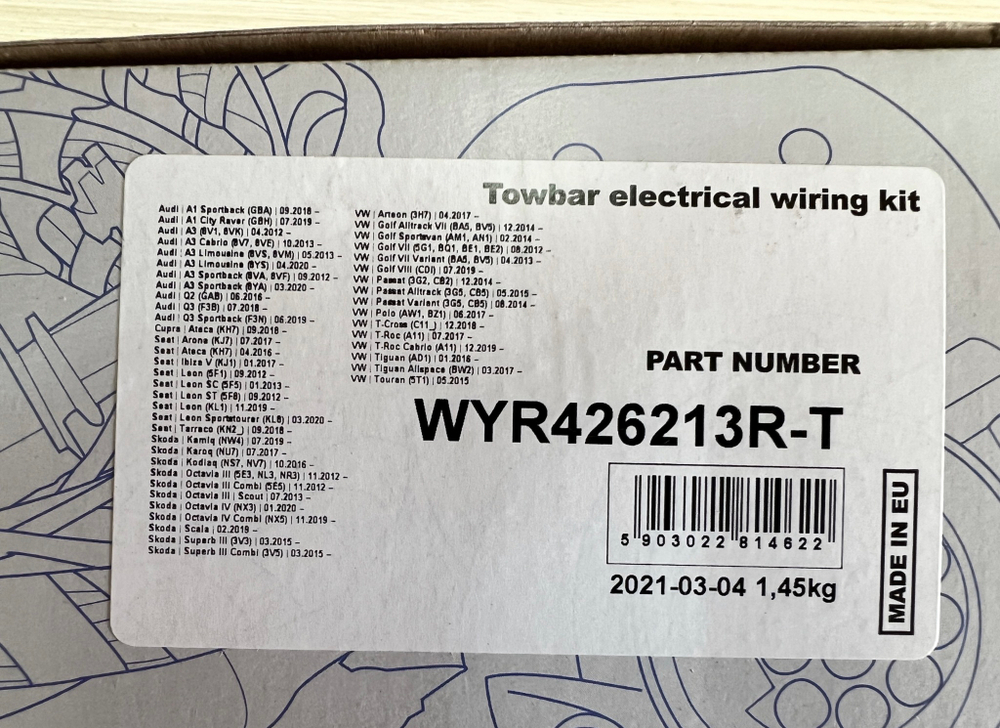 Towbar electrical wiring kit
Audi | A1 Sportback (GBA) | 09.2018 –
Audi | A1 City Raver (GBH) | 07.2019 –
Audi | A3 (8V1, 8VK) | 04.2012 –
Audi | A3 Cabrio (8V7, 8VE) | 10.2013 –
Audi | A3 Limousine (8VS, 8VM) | 05.2013 –
Audi | A3 Limousine (8YS) | 04.2020 –
Audi | A3 Sportback (8VA, 8VF) | 09.2012 –
Audi | A3 Sportback (8YA) | 03.2020 –
Audi | Q2 (GAB) | 06.2016 –
Audi | Q3 (F3B) | 07.2018 –
Audi | Q3 Sportback (F3N) | 06.2019 –
Cupra | Ateca (KH7) | 09.2018 –
Seat | Arona (KJ7) | 07.2017 –
Seat | Ateca (KH7) | 04.2016 –
Seat | Ibiza V (KJ1) | 01.2017 –
Seat | Leon (5F1) | 09.2012 –
Seat | Leon SC (5F5) | 01.2013 –
Seat | Leon ST (5F8) | 09.2012 –
Seat | Leon (KL1) | 11.2019 –
Seat | Leon Sportstourer (KL8) | 03.2020 –
Seat | Tarraco (KN2_) | 09.2018 –
Skoda | Kamiq (NW4) | 07.2019 –
Skoda | Karoq (NU7) | 07.2017 –
Skoda | Kodiaq (NS7, NV7) | 10.2016 –
Skoda | Octavia III (5E3, NL3, NR3) | 11.2012 –
Skoda | Octavia III Combi (5E5) | 11.2012 –
Skoda | Octavia III | Scout | 07.2013 –
Skoda | Octavia IV (NX3) | 01.2020 –
Skoda | Octavia IV Combi (NX5) | 11.2019 –
Skoda | Scala | 02.2019 –
Skoda | Superb III (3V3) | 03.2015 –
Skoda | Superb III Combi (3V5) | 03.2015 –
VW | Arteon (3H7) | 04.2017 –
VW | Golf Alltrack VII (BA5, BV5) | 12.2014 –
VW | Golf Sportsvan (AM1, AN1) | 02.2014 –
VW | Golf VII (5G1, BQ1, BE1, BE2) | 08.2012 –
VW | Golf VII Variant (BA5, BV5) | 04.2013 –
VW | Golf VIII (CDI) | 07.2019 –
VW | Passat (3G2, CB2) | 12.2014 –
VW | Passat Alltrack (3G5, CB5) | 05.2015 –
VW | Passat Variant (3G5, CB5) | 08.2014 –
VW | Polo (AW1, BZ1) | 06.2017 –
VW | T-Cross (C11_) | 12.2018 –
VW | T-Roc (A11) | 07.2017 –
VW | T-Roc Cabrio (A11) | 12.2019 –
VW | Tiguan (AD1) | 01.2016 –
VW | Tiguan Allspace (BW2) | 03.2017 –
VW | Touran (5T1) | 05.2015
PART NUMBER
WYR426213R-T
5 903022 814622
2021-03-04 1,45kg
MADE IN EU